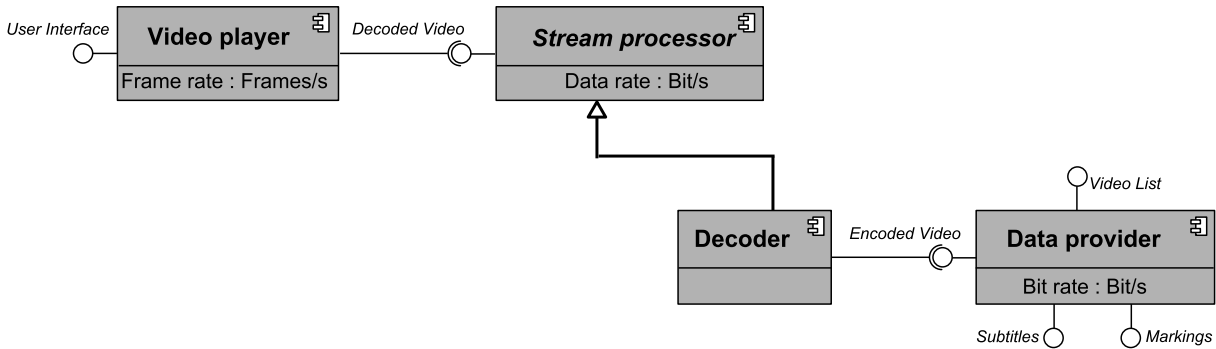 User Interface
Video player
Frame rate : Frames/s
Decoded Video
Stream processor
Data rate : Bit/s
Decoder
Encoded Video
Video List
Data provider
Bit rate : Bit/s
Subtitles
Markings